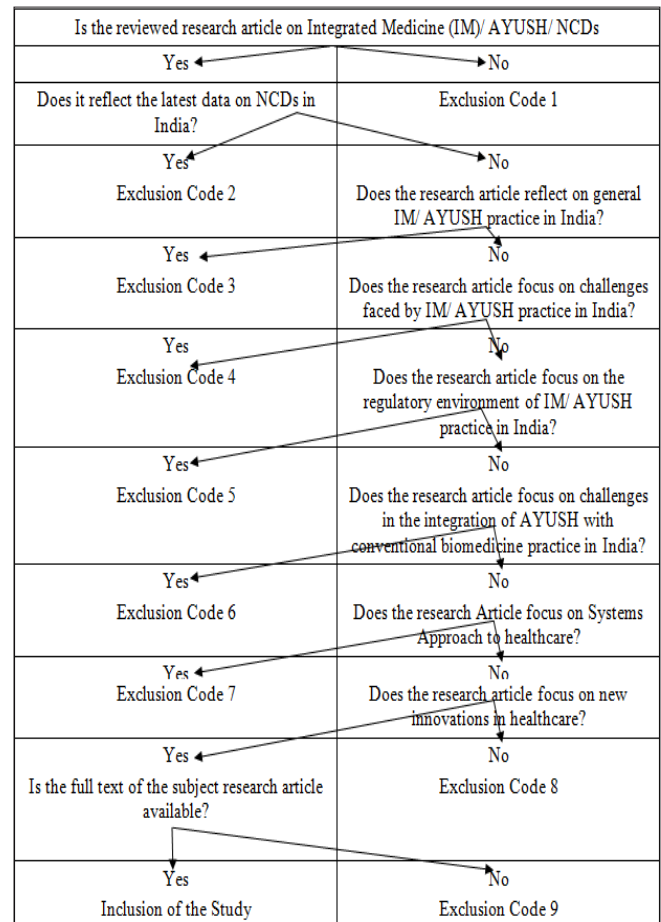 Is the reviewed research article on Integrated Medicine (IM)/ AYUSH/ NCDs
Yes
No
Does it reflect the latest data on NCDs in
India?
Exclusion Code 1
Yes
Exclusion Code 2
No
Does the research article reflect on general
IM/ AYUSH practice in India?
Yes
Exclusion Code 3
No
Does the research article focus on challenges
faced by IM/ AYUSH practice in India?
Yes
Exclusion Code 4
No
Does the research article focus on the
regulatory environment of IM/ AYUSH
practice in India?
Yes
Exclusion Code 5
No
Does the research article focus on challenges
in the integration of AYUSH with
conventional biomedicine practice in India?
Yes
Exclusion Code 6
No
Does the research Article focus on Systems
Approach to healthcare?
Yes
Exclusion Code 7
No
Does the research article focus on new
innovations in healthcare?
Yes
Is the full text of the subject research article
available?
No
Exclusion Code 8
Yes
Inclusion of the Study
No
Exclusion Code 9